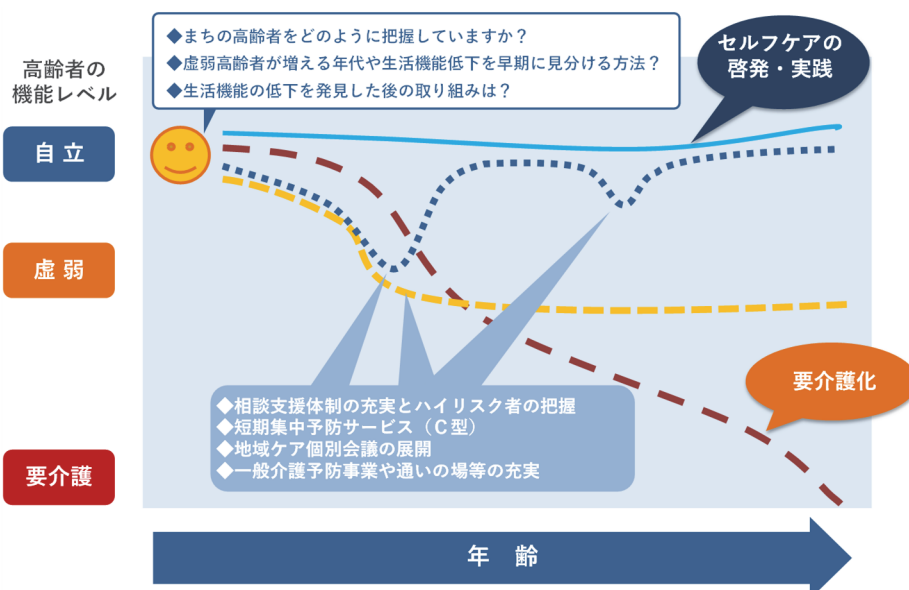 ◆まちの高齢者をどのように把握していますか？
◆虚弱高齢者が増える年代や生活機能低下を早期に見分ける方法？
◆生活機能の低下を発見した後の取り組みは？
セルフケアの
啓発・実践
高齢者の
機能レベル
自立
虚弱
要介護化
◆相談支援体制の充実とハイリスク者の把握
◆短期集中予防サービス（C型）
◆地域ケア個別会議の展開
◆一般介護予防事業や通いの場等の充実
要介護
年 齢